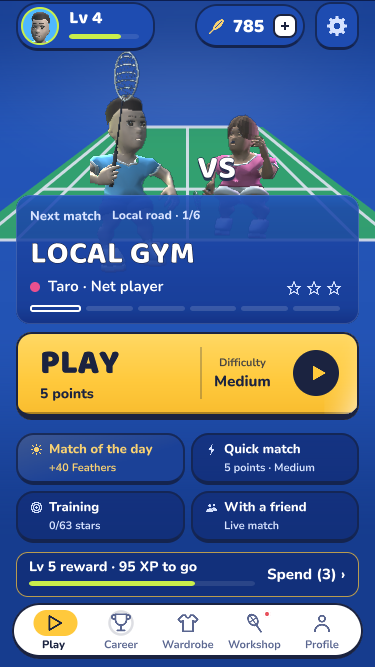 Lv 4
785
VS
Next match Local road · 1/6
LOCAL GYM
Taro · Net player
PLAY
5 points
Difficulty
Medium
Match of the day
+40 Feathers
Quick match
5 points · Medium
Training
0/63 stars
With a friend
Live match
Lv 5 reward · 95 XP to go
Spend (3) ›
Play
Career
Wardrobe
Workshop
Profile